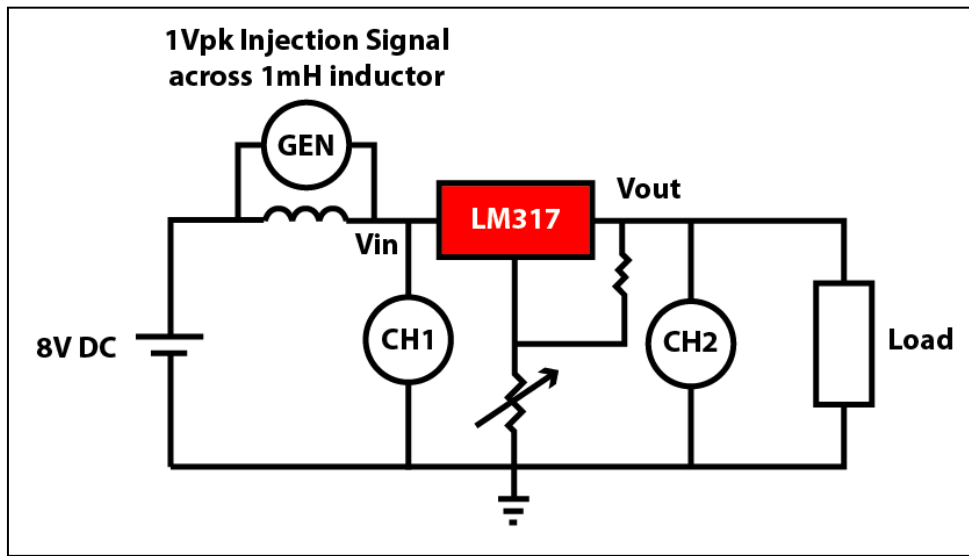 1Vpk Injection Signal
across 1mH inductor
GEN
LM317
Vout
Vin
CH1
CH2
8V DC
Load